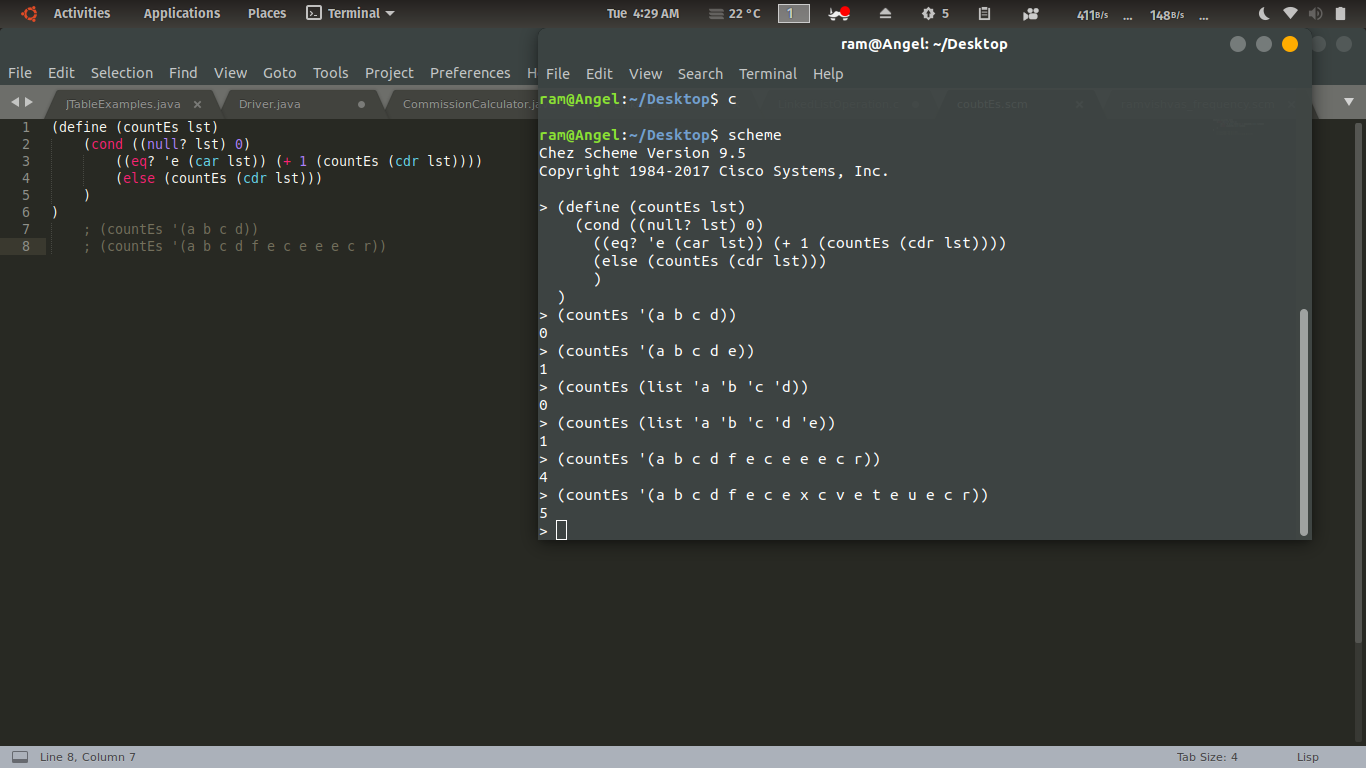 Activities Applications Places Terminal Tue 4:29 AM 22 °C 1 5 411B/s ... 148B/s ...
File Edit Selection Find View Goto Tools Project Preferences H
JTableExamples.java × Driver.java CommissionCalculator.ja
1 (define (countEs lst)
2 (cond ((null? lst) 0)
3 ((eq? 'e (car lst)) (+ 1 (countEs (cdr lst))))
4 (else (countEs (cdr lst)))
5 )
6 )
7 ; (countEs '(a b c d))
8 ; (countEs '(a b c d f e c e e e c r))
ram@Angel: ~/Desktop
File Edit View Search Terminal Help
countEs.scm
ram@Angel:~/Desktop$ c
ram@Angel:~/Desktop$ scheme
Chez Scheme Version 9.5
Copyright 1984-2017 Cisco Systems, Inc.
> (define (countEs lst)
(cond ((null? lst) 0)
((eq? 'e (car lst)) (+ 1 (countEs (cdr lst))))
(else (countEs (cdr lst)))
)
)
> (countEs '(a b c d))
0
> (countEs '(a b c d e))
1
> (countEs (list 'a 'b 'c 'd))
0
> (countEs (list 'a 'b 'c 'd 'e))
1
> (countEs '(a b c d f e c e e e c r))
4
> (countEs '(a b c d f e c e x c v e t e u e c r))
5
>
Line 8, Column 7 Tab Size: 4 Lisp